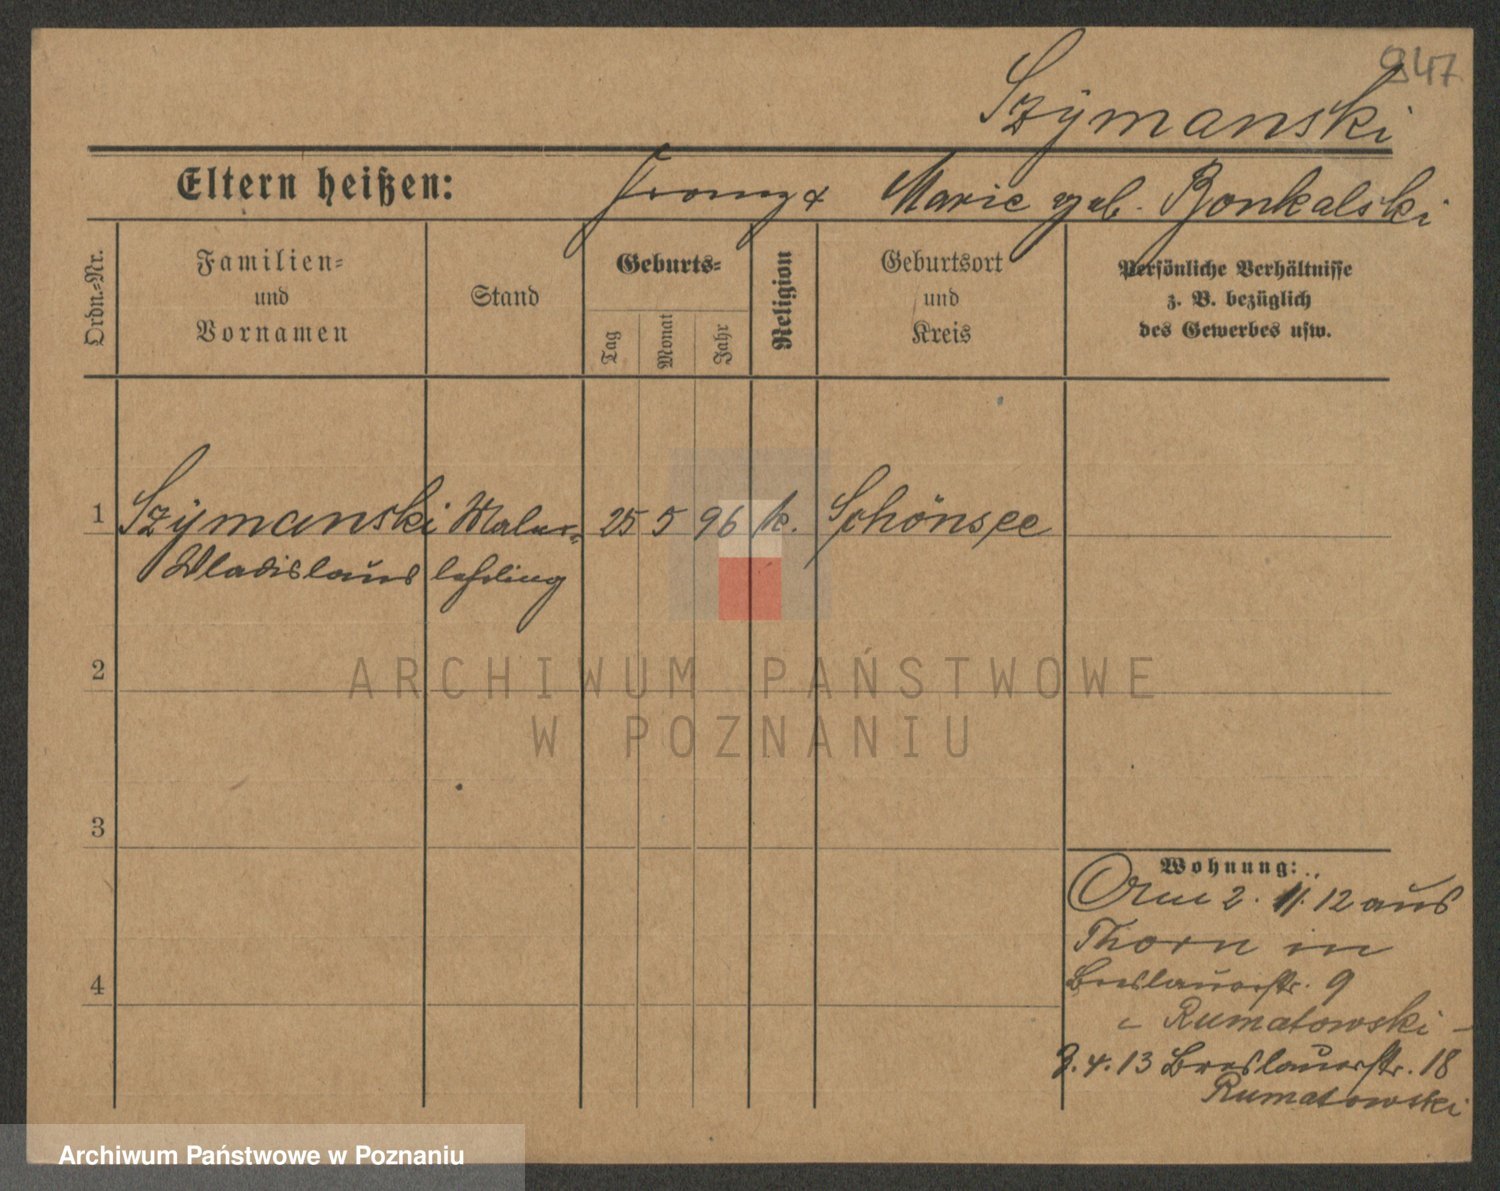 947
Szymanski
Eltern heißen: Franz & Marie geb. Bonkalski
Ordn.=Nr.
Familien=
und
Vornamen
Stand
Geburts=
Tag
Monat
Jahr
Religion
Geburtsort
und
Kreis
Persönliche Verhältnisse
z. B. bezüglich
des Gewerbes usw.
1 Szymanski Maler= 25 5 96 k. Schönsee
Wladislaus lehrling
2
ARCHIWUM PAŃSTWOWE
W POZNANIU
3
4
Wohnung:
Am 2. 11. 12 aus
Thorn in
Breslauerstr. 9
Rumatowski
4. 13 Breslauerstr. 18
Rumatowski
Archiwum Państwowe w Poznaniu